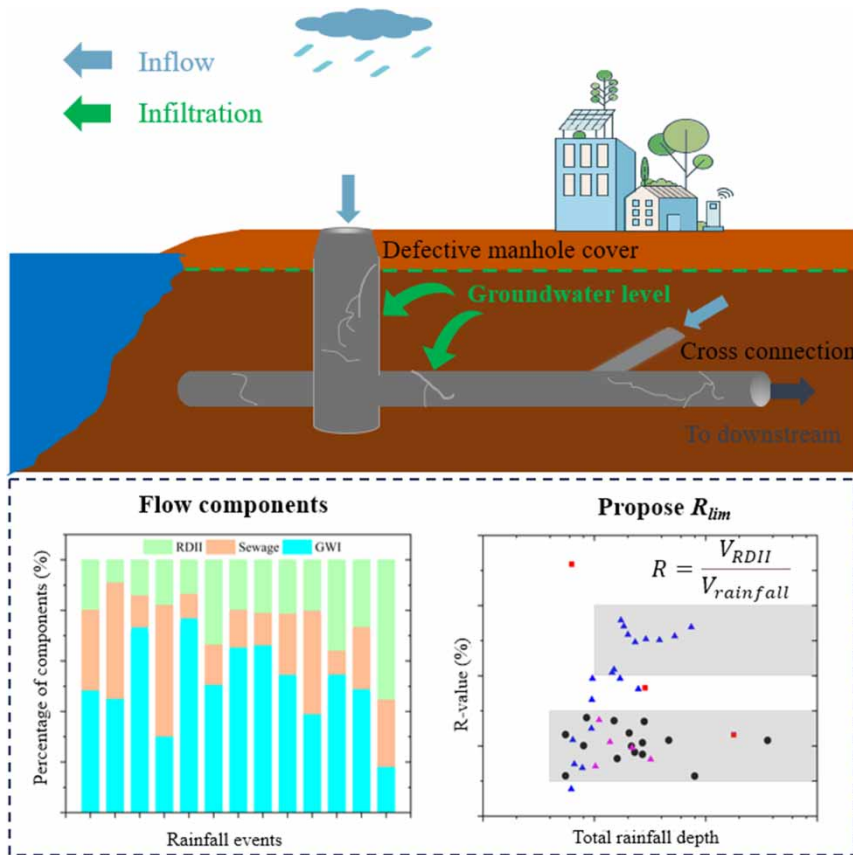 Inflow
Infiltration
Defective manhole cover
Groundwater level
Cross connection
To downstream
Flow components
Propose R_lim
RDII Sewage GWI
R = V_RDII / V_rainfall
Percentage of components (%)
R-value (%)
Rainfall events
Total rainfall depth